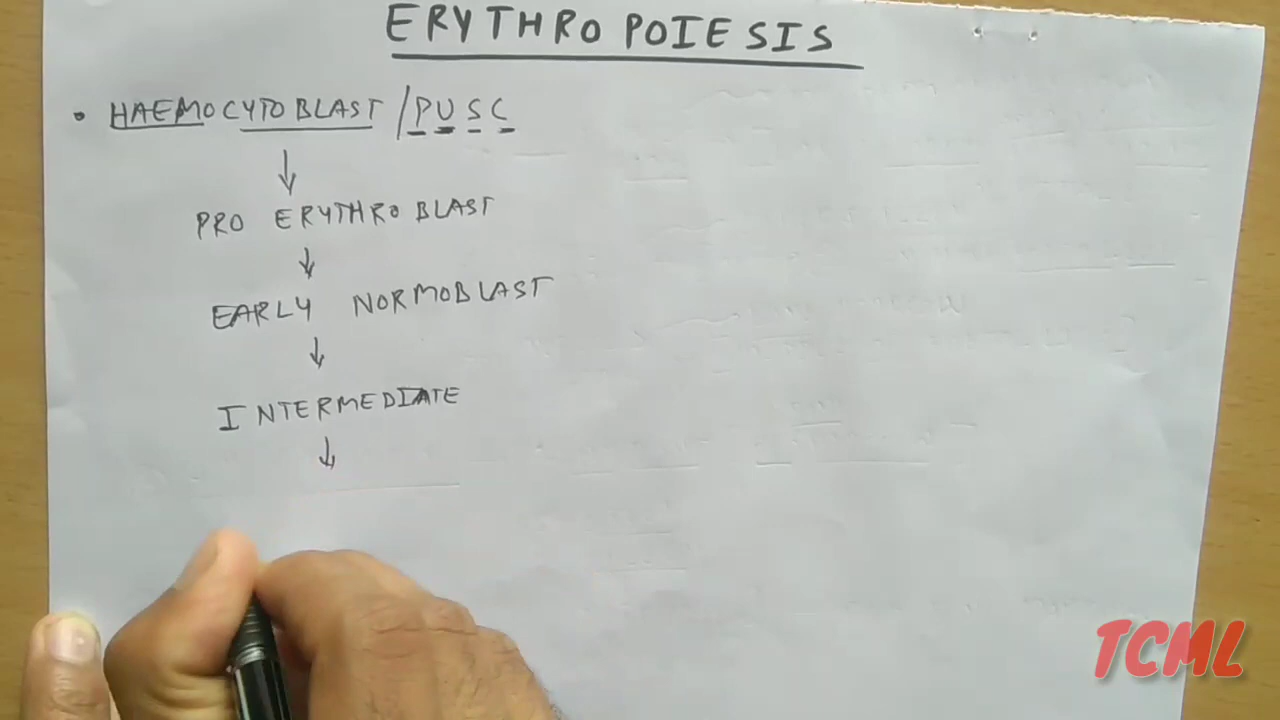 ERYTHRO POIESIS
• HAEMOCYTOBLAST / PUSC
↓
PRO ERYTHRO BLAST
↓
EARLY NORMOBLAST
↓
INTERMEDIATE
↓
TCML